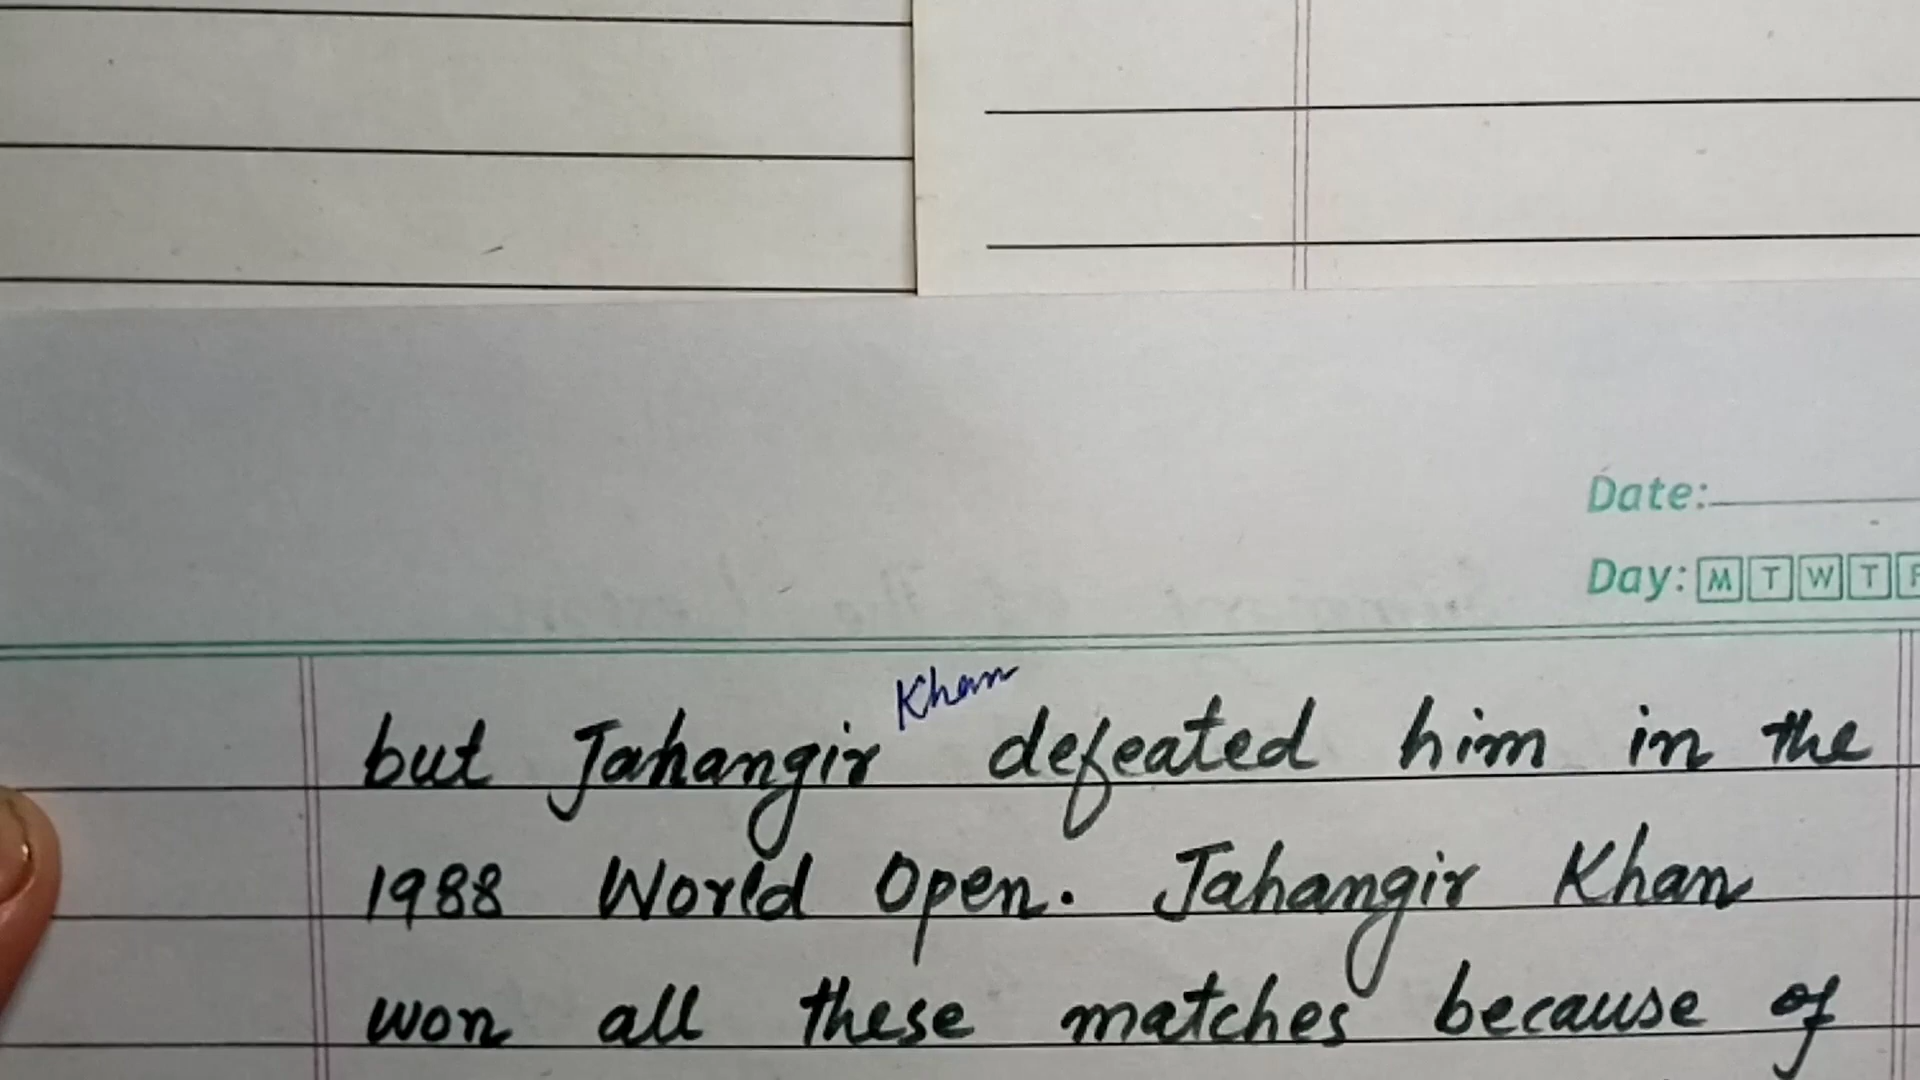 Date:
Day: M T W T F
Khan
but Jahangir defeated him in the
1988 World Open. Jahangir Khan
won all these matches because of